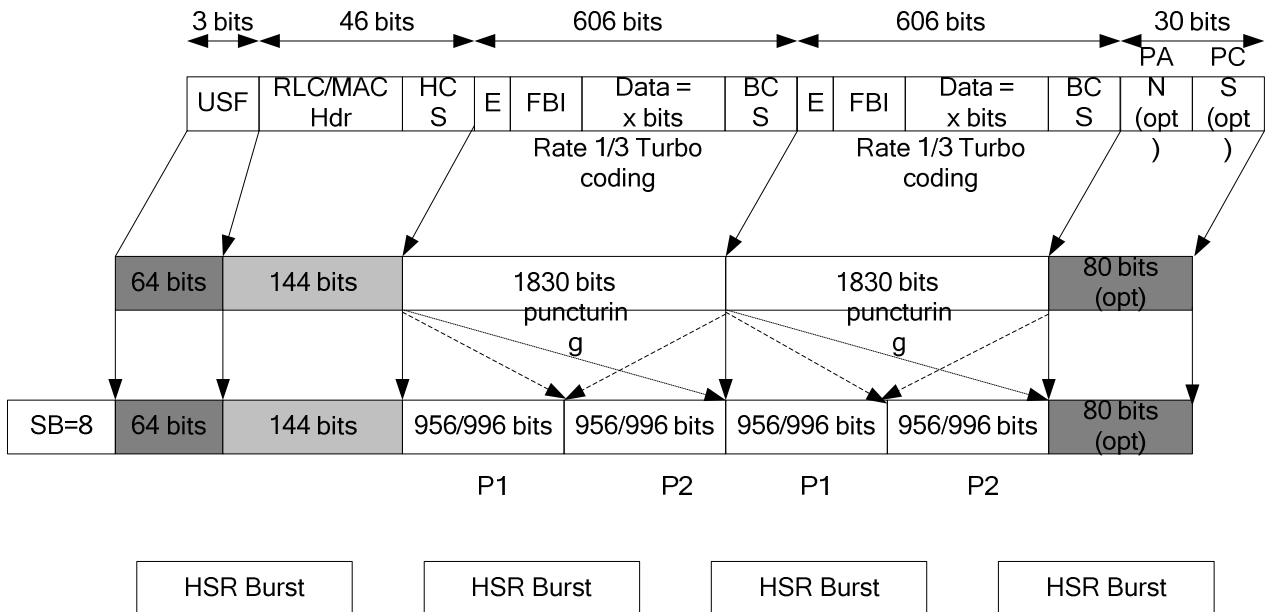 3 bits 46 bits 606 bits 606 bits 30 bits
USF
RLC/MAC
Hdr
HC
S
E
FBI
Data =
x bits
BC
S
E
FBI
Data =
x bits
BC
S
PA
N
(opt
)
PC
S
(opt
)
Rate 1/3 Turbo
coding
Rate 1/3 Turbo
coding
64 bits
144 bits
1830 bits
puncturin
g
1830 bits
puncturin
g
80 bits
(opt)
SB=8
64 bits
144 bits
956/996 bits
956/996 bits
956/996 bits
956/996 bits
80 bits
(opt)
P1 P2 P1 P2
HSR Burst HSR Burst HSR Burst HSR Burst